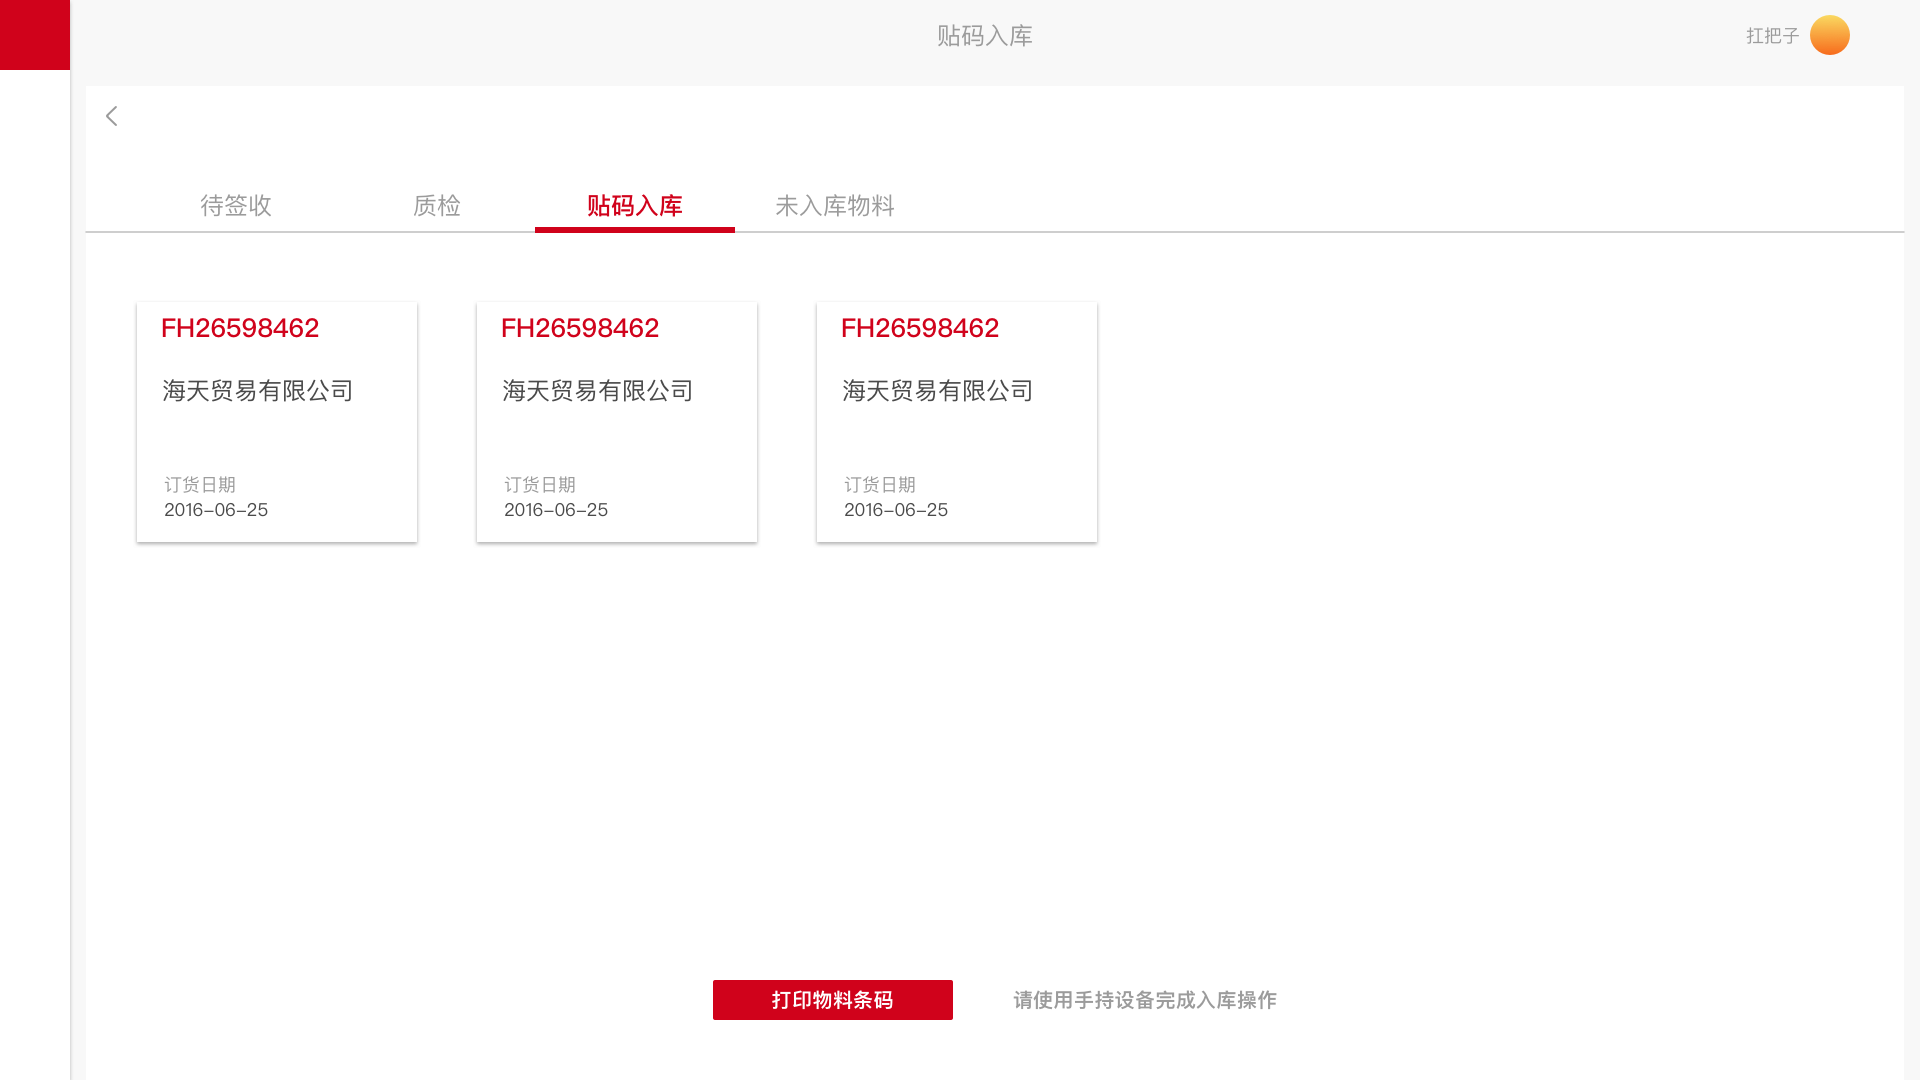 贴码入库
扛把子
待签收
质检
贴码入库
未入库物料
FH26598462
海天贸易有限公司
订货日期
2016-06-25
FH26598462
海天贸易有限公司
订货日期
2016-06-25
FH26598462
海天贸易有限公司
订货日期
2016-06-25
打印物料条码
请使用手持设备完成入库操作